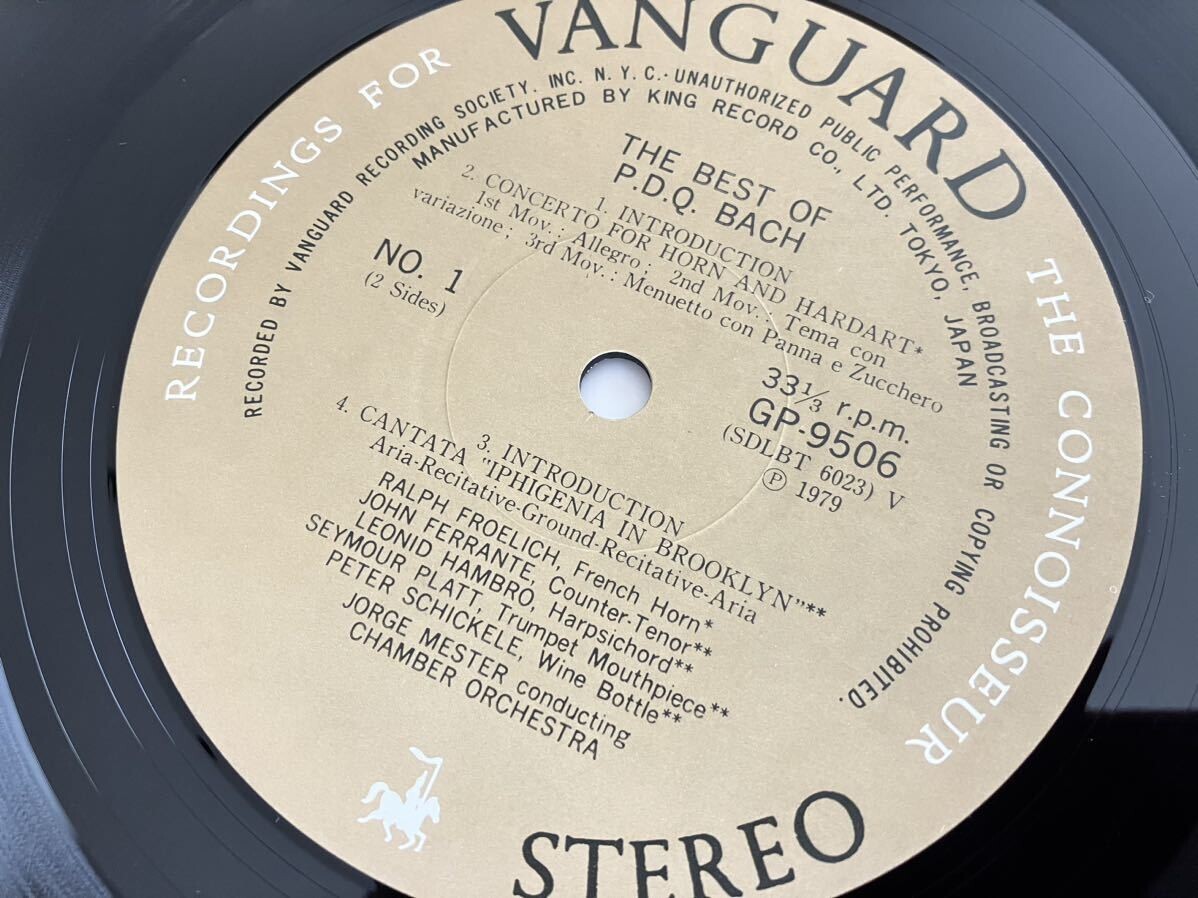 VANGUARD
RECORDINGS FOR THE CONNOISSEUR
RECORDED BY VANGUARD RECORDING SOCIETY. INC. N. Y. C.·UNAUTHORIZED PUBLIC PERFORMANCE, BROADCASTING OR COPYING PROHIBITED.
MANUFACTURED BY KING RECORD CO., LTD. TOKYO, JAPAN
THE BEST OF
P.D.Q. BACH
1. INTRODUCTION
2. CONCERTO FOR HORN AND HARDART*
1st Mov.: Allegro; 2nd Mov.: Tema con
variazione; 3rd Mov.: Menuetto con Panna e Zucchero
NO. 1
(2 Sides)
33 1/3 r.p.m.
GP-9506
(SDLBT 6023) V
Ⓟ 1979
3. INTRODUCTION
4. CANTATA "IPHIGENIA IN BROOKLYN"**
Aria-Recitative-Ground-Recitative-Aria
RALPH FROELICH, French Horn*
JOHN FERRANTE, Counter-Tenor**
LEONID HAMBRO, Harpsichord**
SEYMOUR PLATT, Trumpet Mouthpiece**
PETER SCHICKELE, Wine Bottle**
JORGE MESTER conducting
CHAMBER ORCHESTRA
STEREO